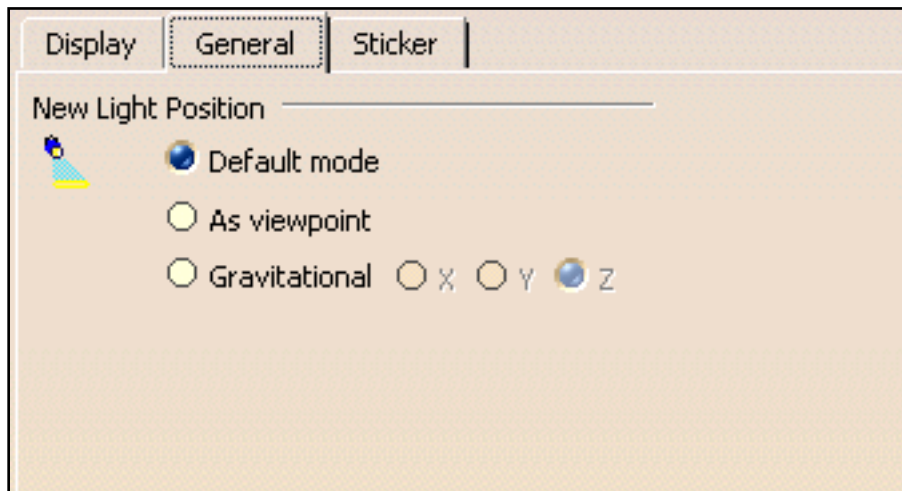 Display General Sticker
New Light Position
Default mode
As viewpoint
Gravitational X Y Z